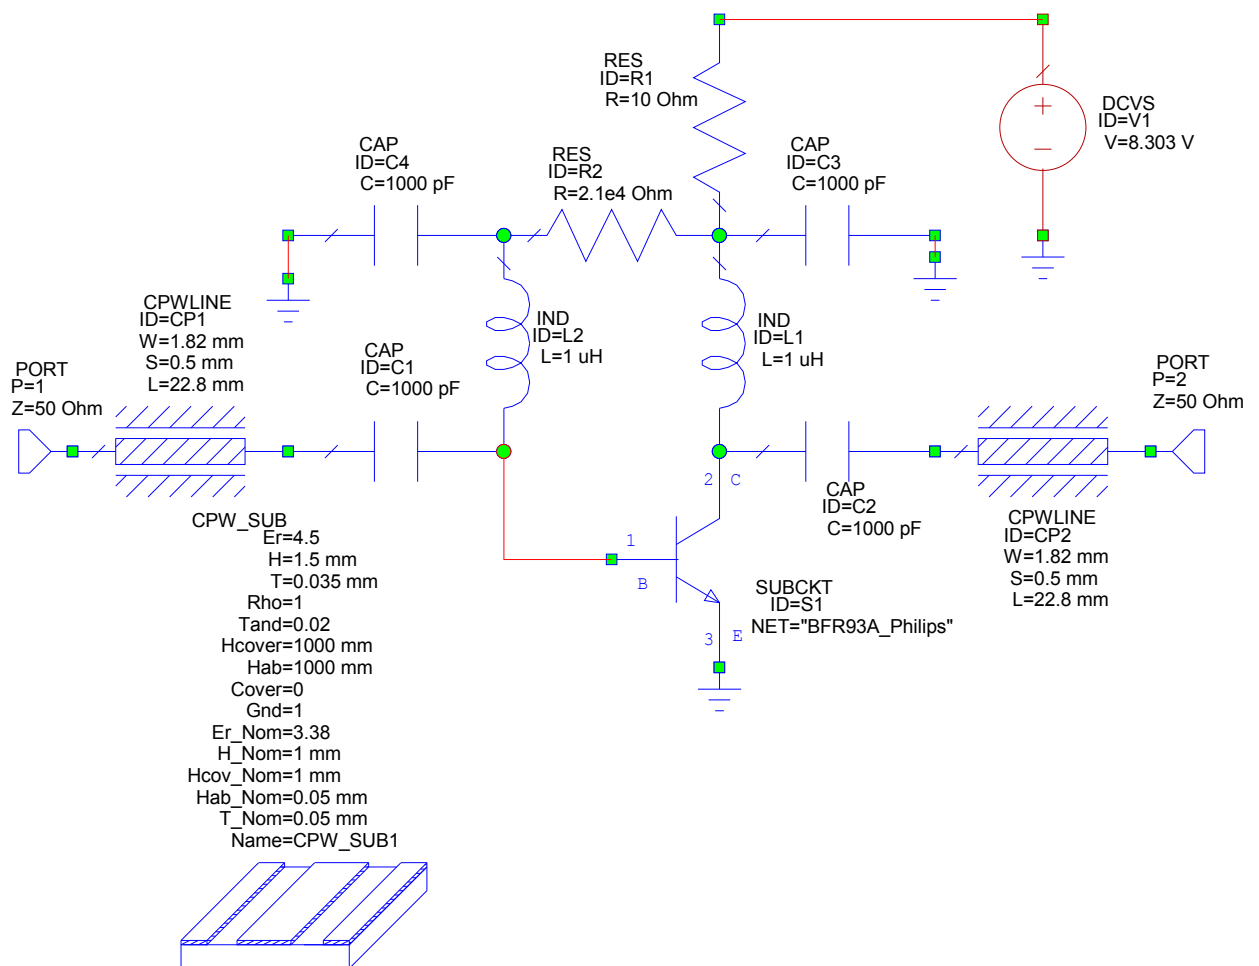 RES
ID=R1
R=10 Ohm
DCVS
ID=V1
V=8.303 V
CAP
ID=C4
C=1000 pF
RES
ID=R2
R=2.1e4 Ohm
CAP
ID=C3
C=1000 pF
CPWLINE
ID=CP1
W=1.82 mm
S=0.5 mm
L=22.8 mm
IND
ID=L2
L=1 uH
IND
ID=L1
L=1 uH
CAP
ID=C1
C=1000 pF
PORT
P=1
Z=50 Ohm
PORT
P=2
Z=50 Ohm
2 C
CAP
ID=C2
C=1000 pF
CPWLINE
ID=CP2
W=1.82 mm
S=0.5 mm
L=22.8 mm
1
B
3 E
SUBCKT
ID=S1
NET="BFR93A_Philips"
CPW_SUB
Er=4.5
H=1.5 mm
T=0.035 mm
Rho=1
Tand=0.02
Hcover=1000 mm
Hab=1000 mm
Cover=0
Gnd=1
Er_Nom=3.38
H_Nom=1 mm
Hcov_Nom=1 mm
Hab_Nom=0.05 mm
T_Nom=0.05 mm
Name=CPW_SUB1